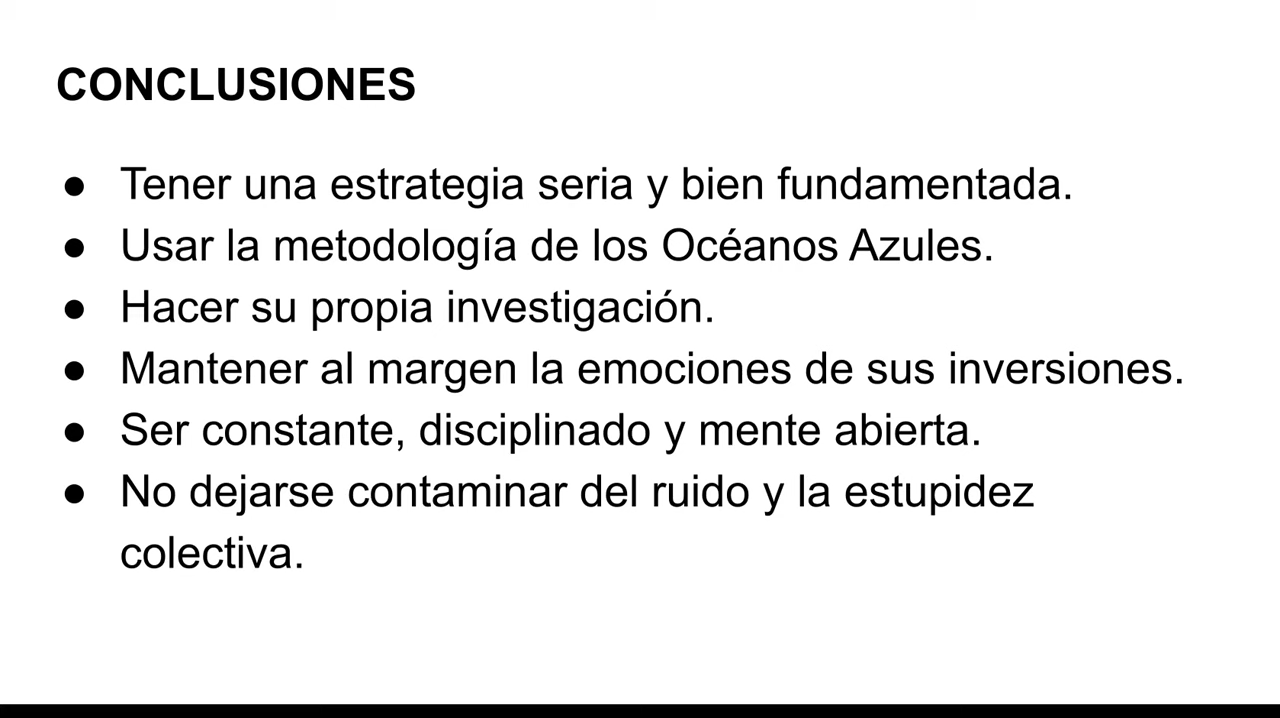 CONCLUSIONES
● Tener una estrategia seria y bien fundamentada.
● Usar la metodología de los Océanos Azules.
● Hacer su propia investigación.
● Mantener al margen la emociones de sus inversiones.
● Ser constante, disciplinado y mente abierta.
● No dejarse contaminar del ruido y la estupidez
colectiva.